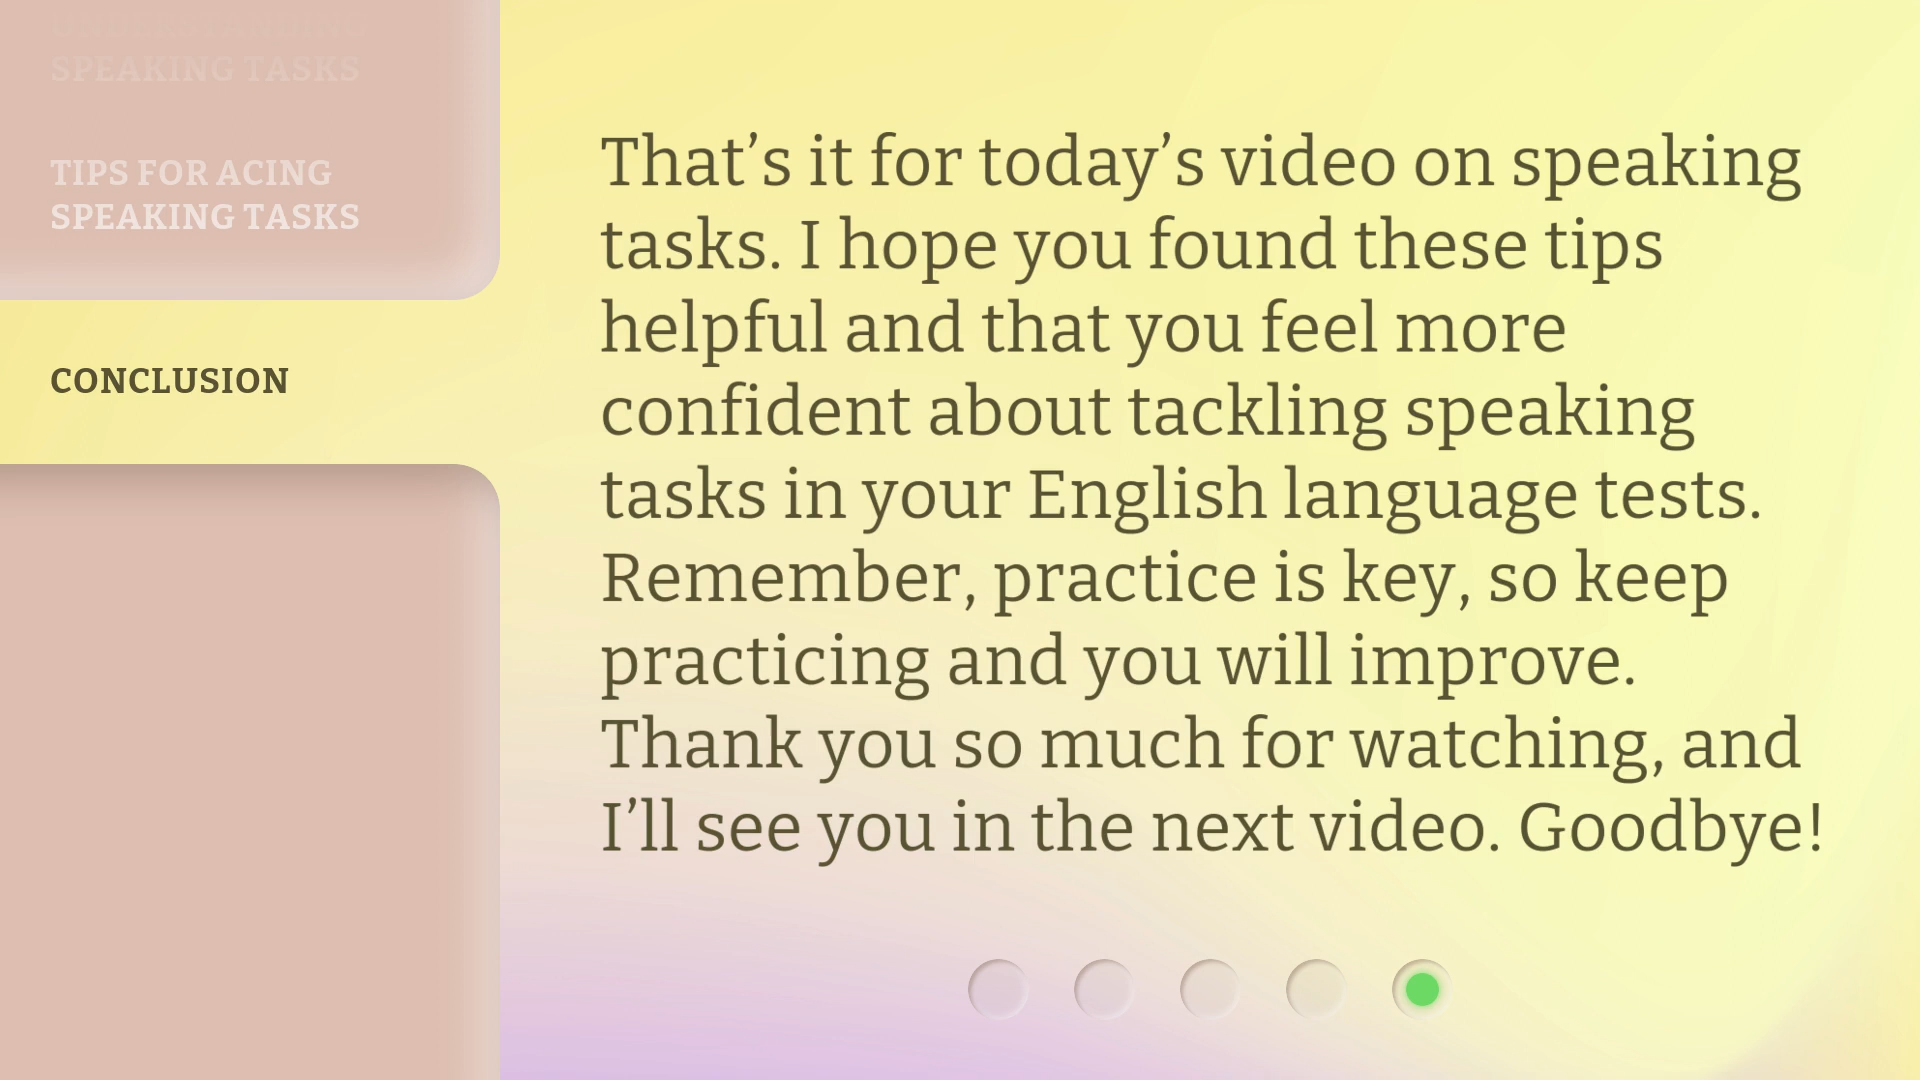 UNDERSTANDING
SPEAKING TASKS
TIPS FOR ACING
SPEAKING TASKS
CONCLUSION
That’s it for today’s video on speaking
tasks. I hope you found these tips
helpful and that you feel more
confident about tackling speaking
tasks in your English language tests.
Remember, practice is key, so keep
practicing and you will improve.
Thank you so much for watching, and
I’ll see you in the next video. Goodbye!